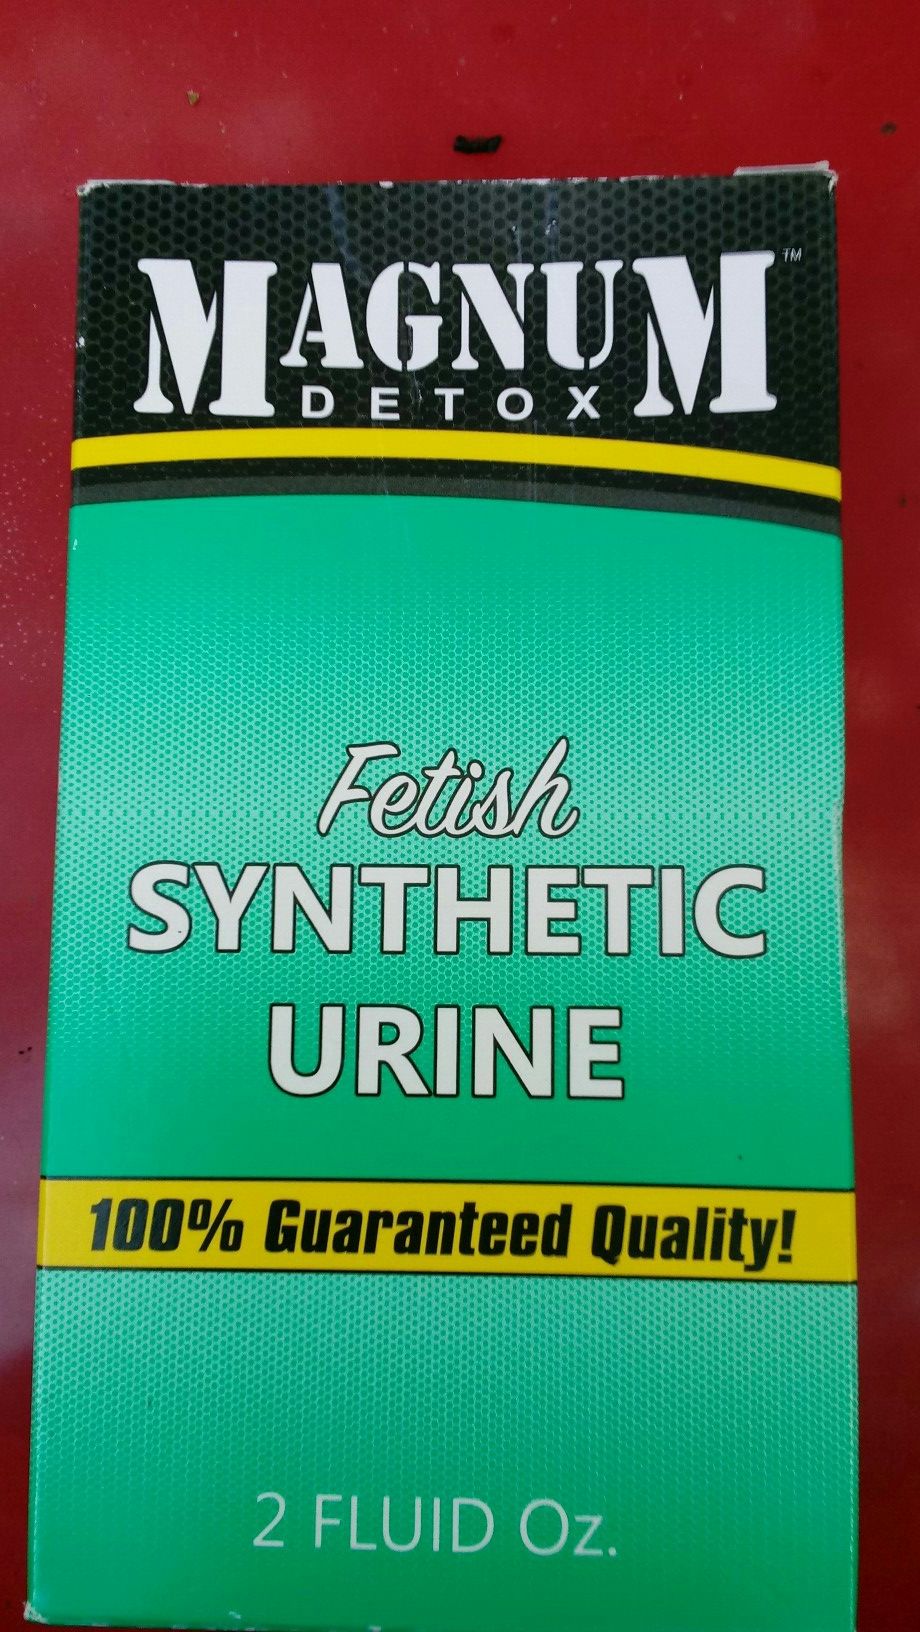 MAGNUM™
DETOX
Fetish
SYNTHETIC
URINE
100% Guaranteed Quality!
2 FLUID Oz.